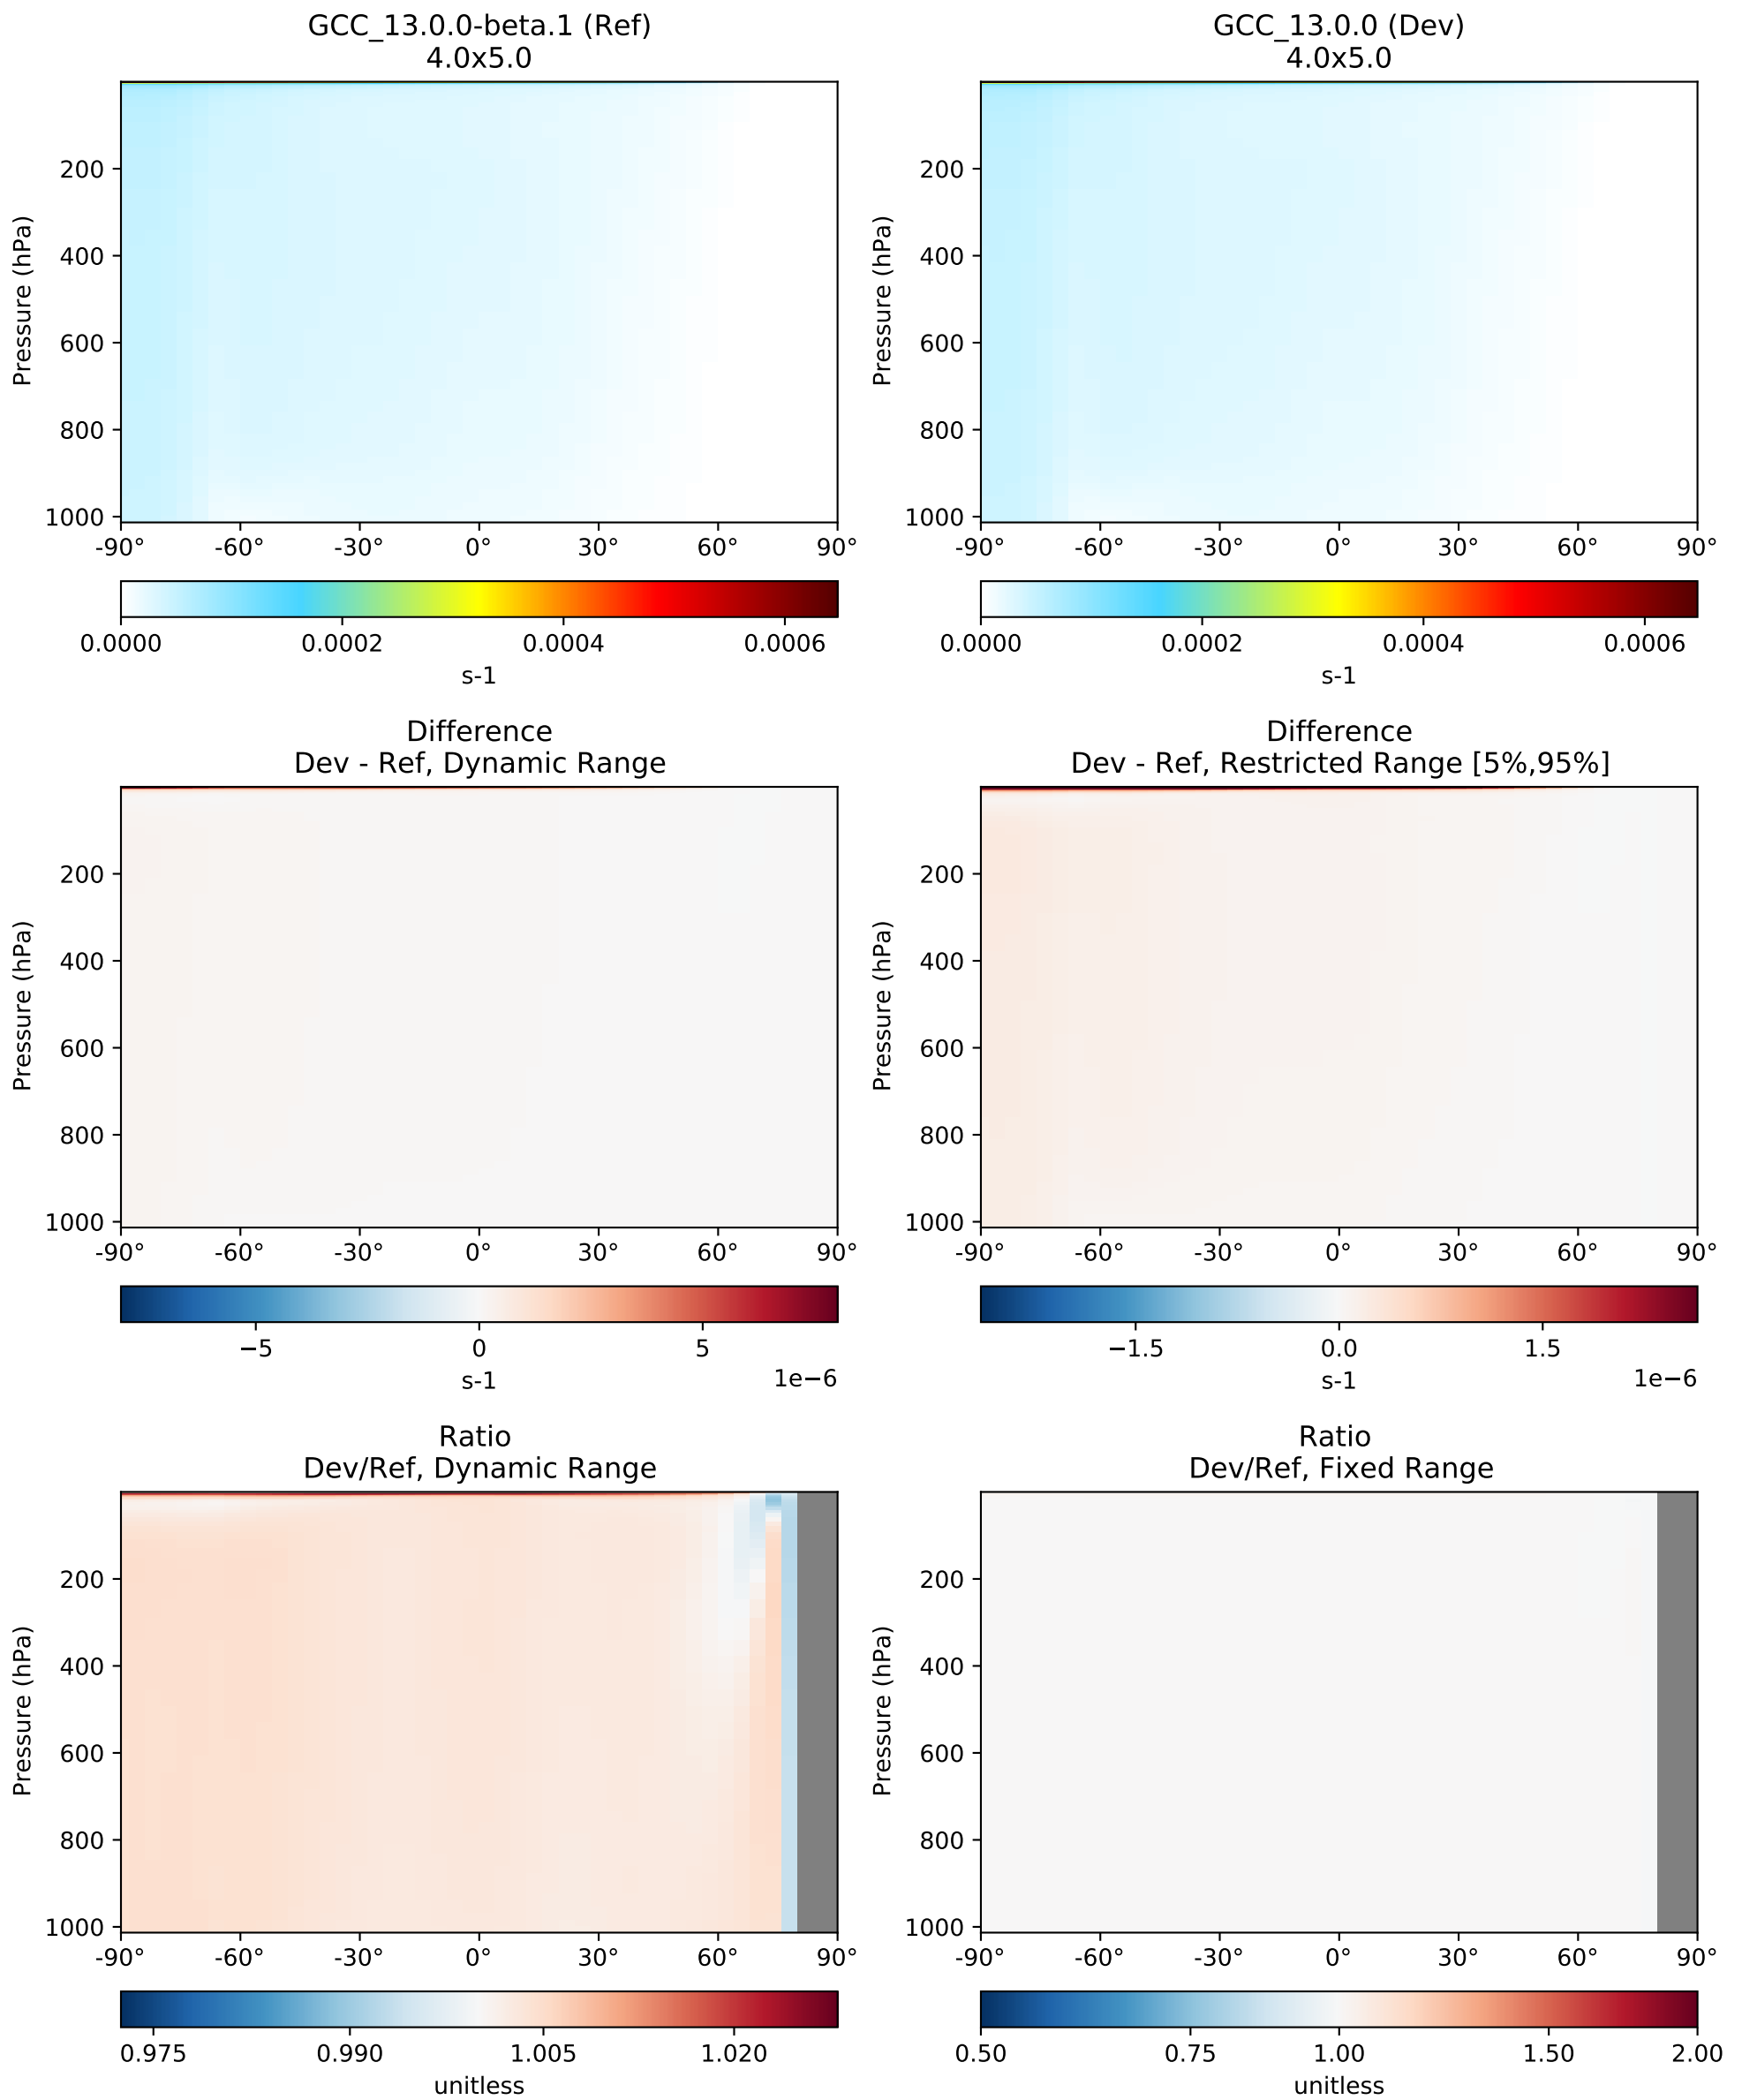 GCC_13.0.0-beta.1 (Ref)
4.0x5.0
GCC_13.0.0 (Dev)
4.0x5.0
Pressure (hPa)
200
400
600
800
1000
-90° -60° -30° 0° 30° 60° 90°
0.0000 0.0002 0.0004 0.0006
s-1
Pressure (hPa)
200
400
600
800
1000
-90° -60° -30° 0° 30° 60° 90°
0.0000 0.0002 0.0004 0.0006
s-1
Difference
Dev - Ref, Dynamic Range
Difference
Dev - Ref, Restricted Range [5%,95%]
Pressure (hPa)
200
400
600
800
1000
-90° -60° -30° 0° 30° 60° 90°
−5 0 5
s-1
1e−6
Pressure (hPa)
200
400
600
800
1000
-90° -60° -30° 0° 30° 60° 90°
−1.5 0.0 1.5
s-1
1e−6
Ratio
Dev/Ref, Dynamic Range
Ratio
Dev/Ref, Fixed Range
Pressure (hPa)
200
400
600
800
1000
-90° -60° -30° 0° 30° 60° 90°
0.975 0.990 1.005 1.020
unitless
Pressure (hPa)
200
400
600
800
1000
-90° -60° -30° 0° 30° 60° 90°
0.50 0.75 1.00 1.50 2.00
unitless